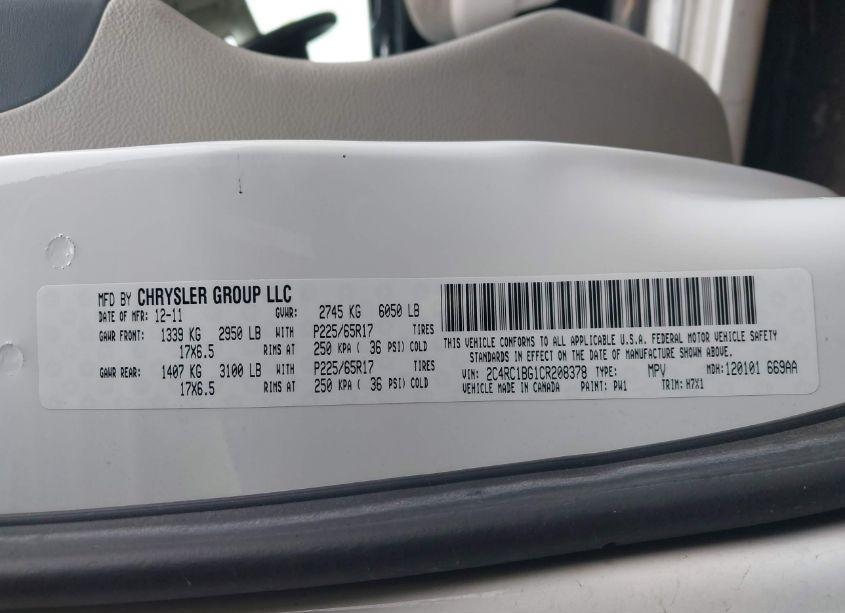 MFD BY CHRYSLER GROUP LLC
DATE OF MFR: 12-11 GVWR: 2745 KG 6050 LB
GAWR FRONT: 1339 KG 2950 LB WITH P225/65R17 TIRES
17X6.5 RIMS AT 250 KPA ( 36 PSI) COLD
GAWR REAR: 1407 KG 3100 LB WITH P225/65R17 TIRES
17X6.5 RIMS AT 250 KPA ( 36 PSI) COLD
THIS VEHICLE CONFORMS TO ALL APPLICABLE U.S.A. FEDERAL MOTOR VEHICLE SAFETY
STANDARDS IN EFFECT ON THE DATE OF MANUFACTURE SHOWN ABOVE.
VIN: 2C4RC1BG1CR208378 TYPE: MPV MDH: 120101 669AA
VEHICLE MADE IN CANADA PAINT: PW1 TRIM: H7X1